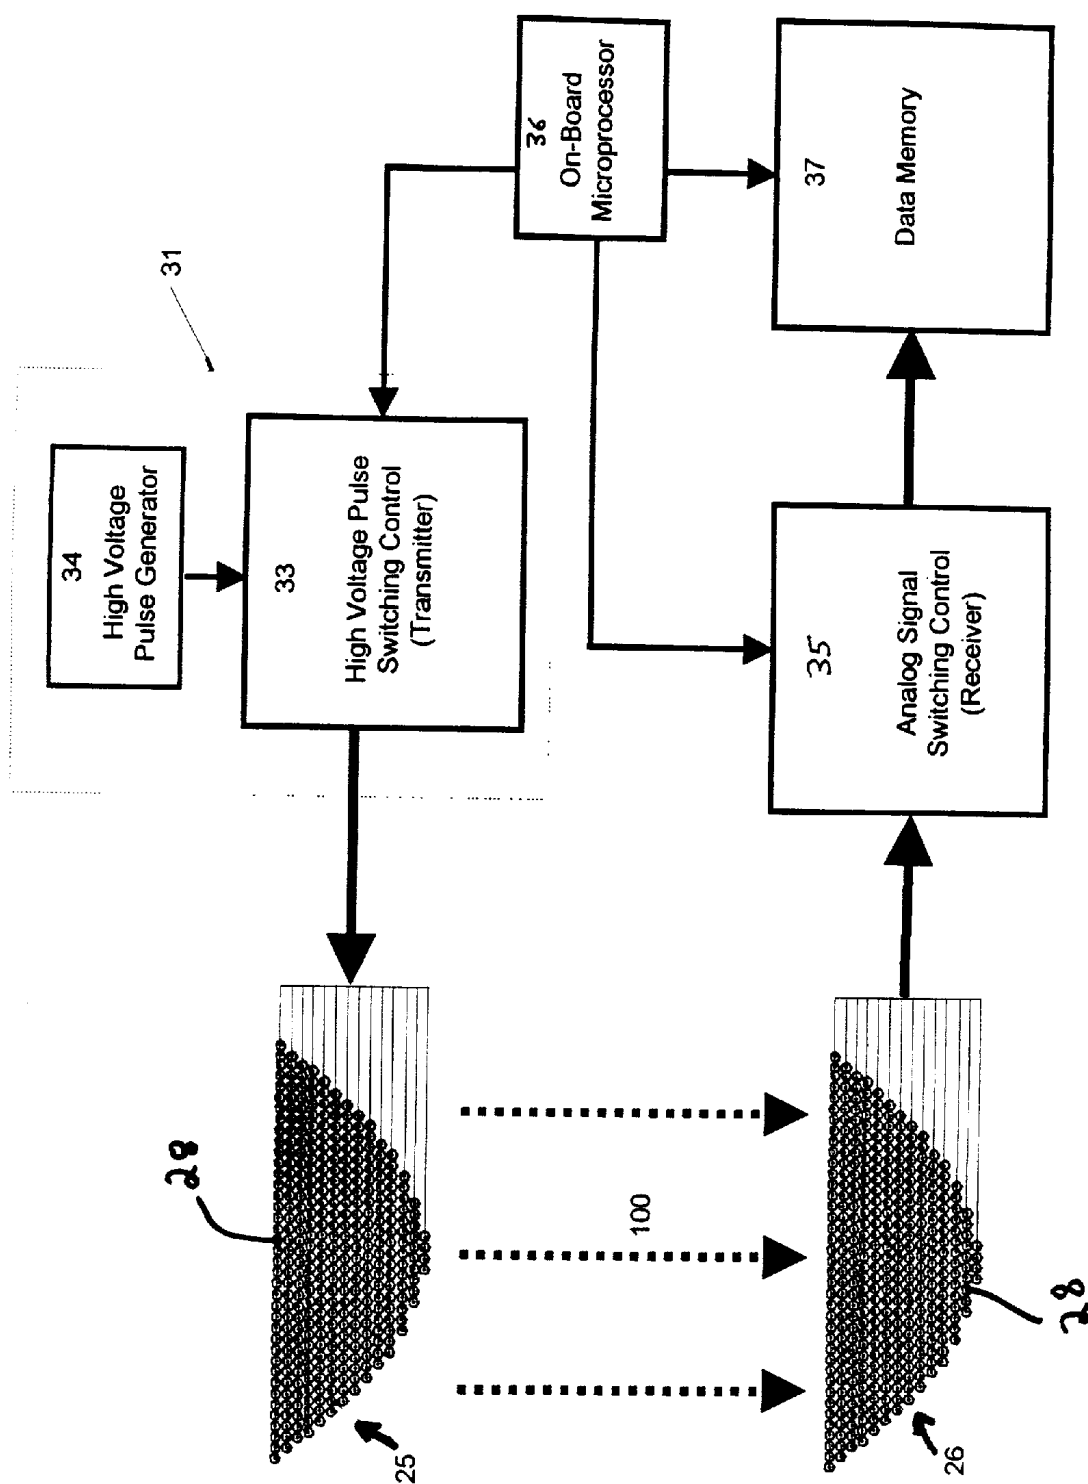 34
High Voltage
Pulse Generator
31
33
High Voltage Pulse
Switching Control
(Transmitter)
36
On-Board
Microprocessor
37
Data Memory
35
Analog Signal
Switching Control
(Receiver)
28
25
100
28
26